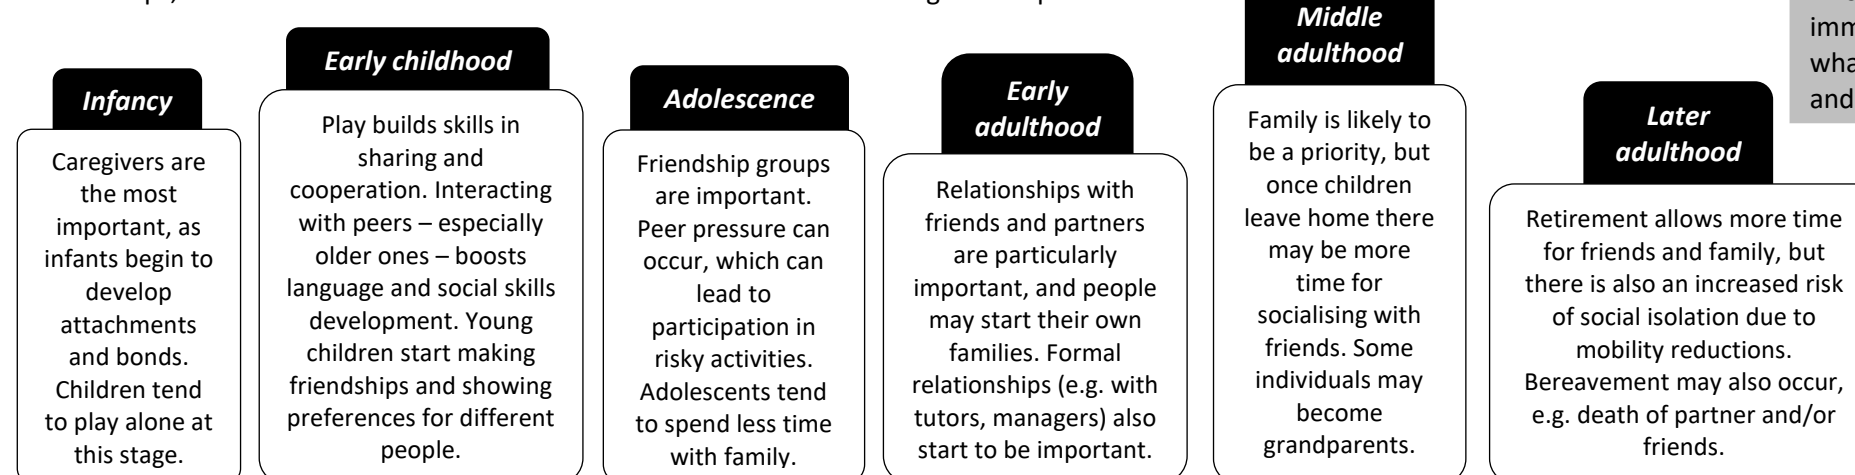 Infancy
Caregivers are
the most
important, as
infants begin to
develop
attachments
and bonds.
Children tend
to play alone at
this stage.
Early childhood
Play builds skills in
sharing and
cooperation. Interacting
with peers – especially
older ones – boosts
language and social skills
development. Young
children start making
friendships and showing
preferences for different
people.
Adolescence
Friendship groups
are important.
Peer pressure can
occur, which can
lead to
participation in
risky activities.
Adolescents tend
to spend less time
with family.
Early
adulthood
Relationships with
friends and partners
are particularly
important, and people
may start their own
families. Formal
relationships (e.g. with
tutors, managers) also
start to be important.
Middle
adulthood
Family is likely to
be a priority, but
once children
leave home there
may be more
time for
socialising with
friends. Some
individuals may
become
grandparents.
Later
adulthood
Retirement allows more time
for friends and family, but
there is also an increased risk
of social isolation due to
mobility reductions.
Bereavement may also occur,
e.g. death of partner and/or
friends.
and